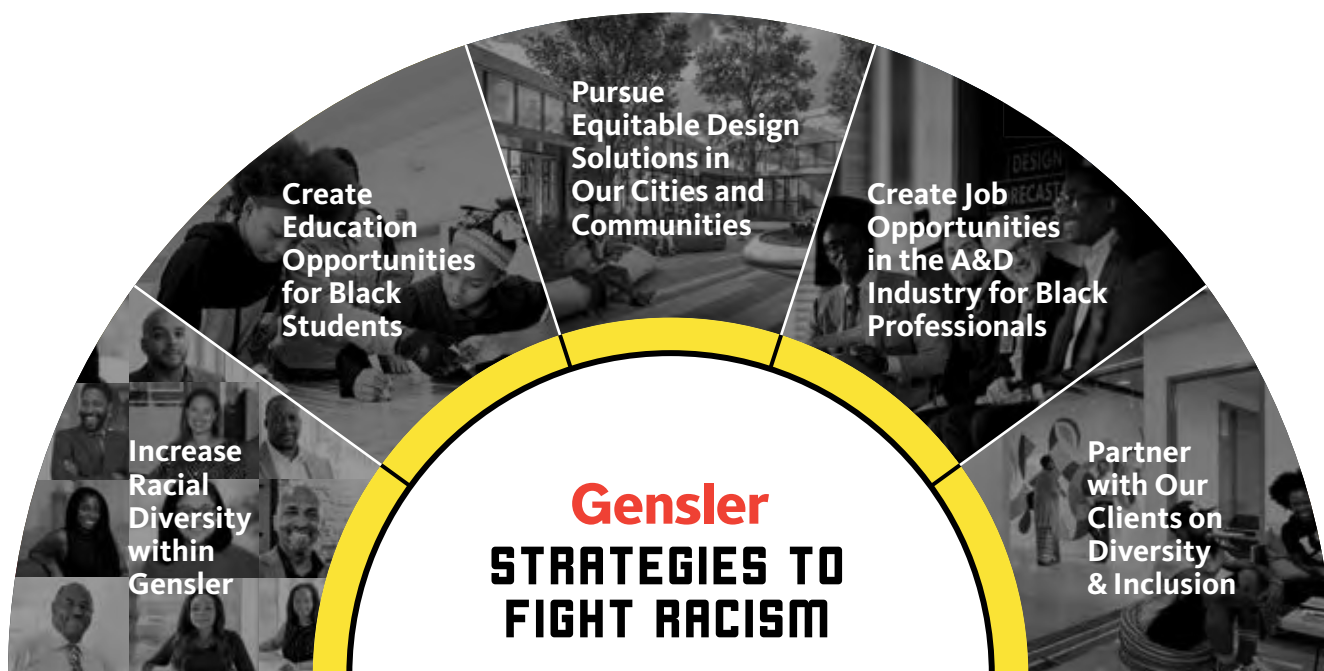 Increase
Racial
Diversity
within
Gensler
Create
Education
Opportunities
for Black
Students
Pursue
Equitable Design
Solutions in
Our Cities and
Communities
Create Job
Opportunities
in the A&D
Industry for Black
Professionals
Partner
with Our
Clients on
Diversity
& Inclusion
DESIGN
Gensler
STRATEGIES TO
FIGHT RACISM